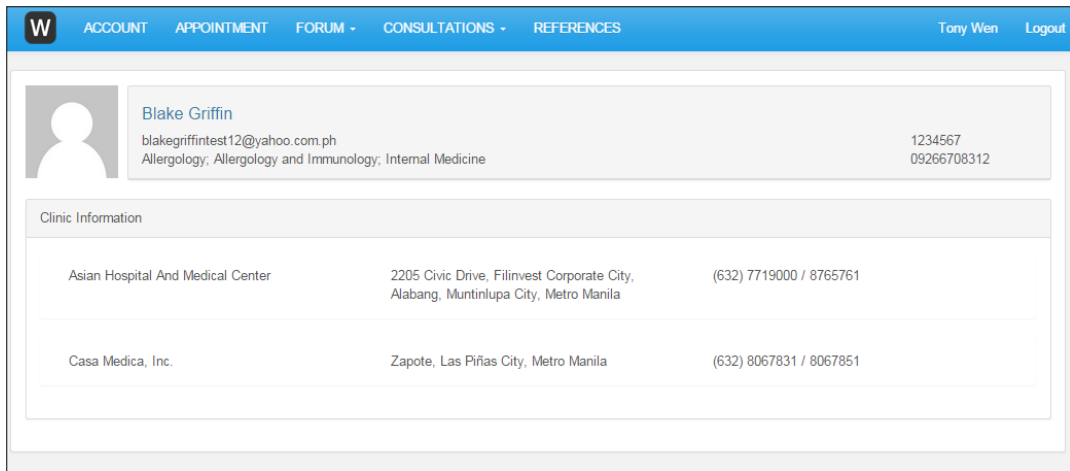 W ACCOUNT APPOINTMENT FORUM CONSULTATIONS REFERENCES Tony Wen Logout
Blake Griffin
blakegriffintest12@yahoo.com.ph 1234567
Allergology; Allergology and Immunology; Internal Medicine 09266708312
Clinic Information
Asian Hospital And Medical Center 2205 Civic Drive, Filinvest Corporate City, (632) 7719000 / 8765761
Alabang, Muntinlupa City, Metro Manila
Casa Medica, Inc. Zapote, Las Piñas City, Metro Manila (632) 8067831 / 8067851